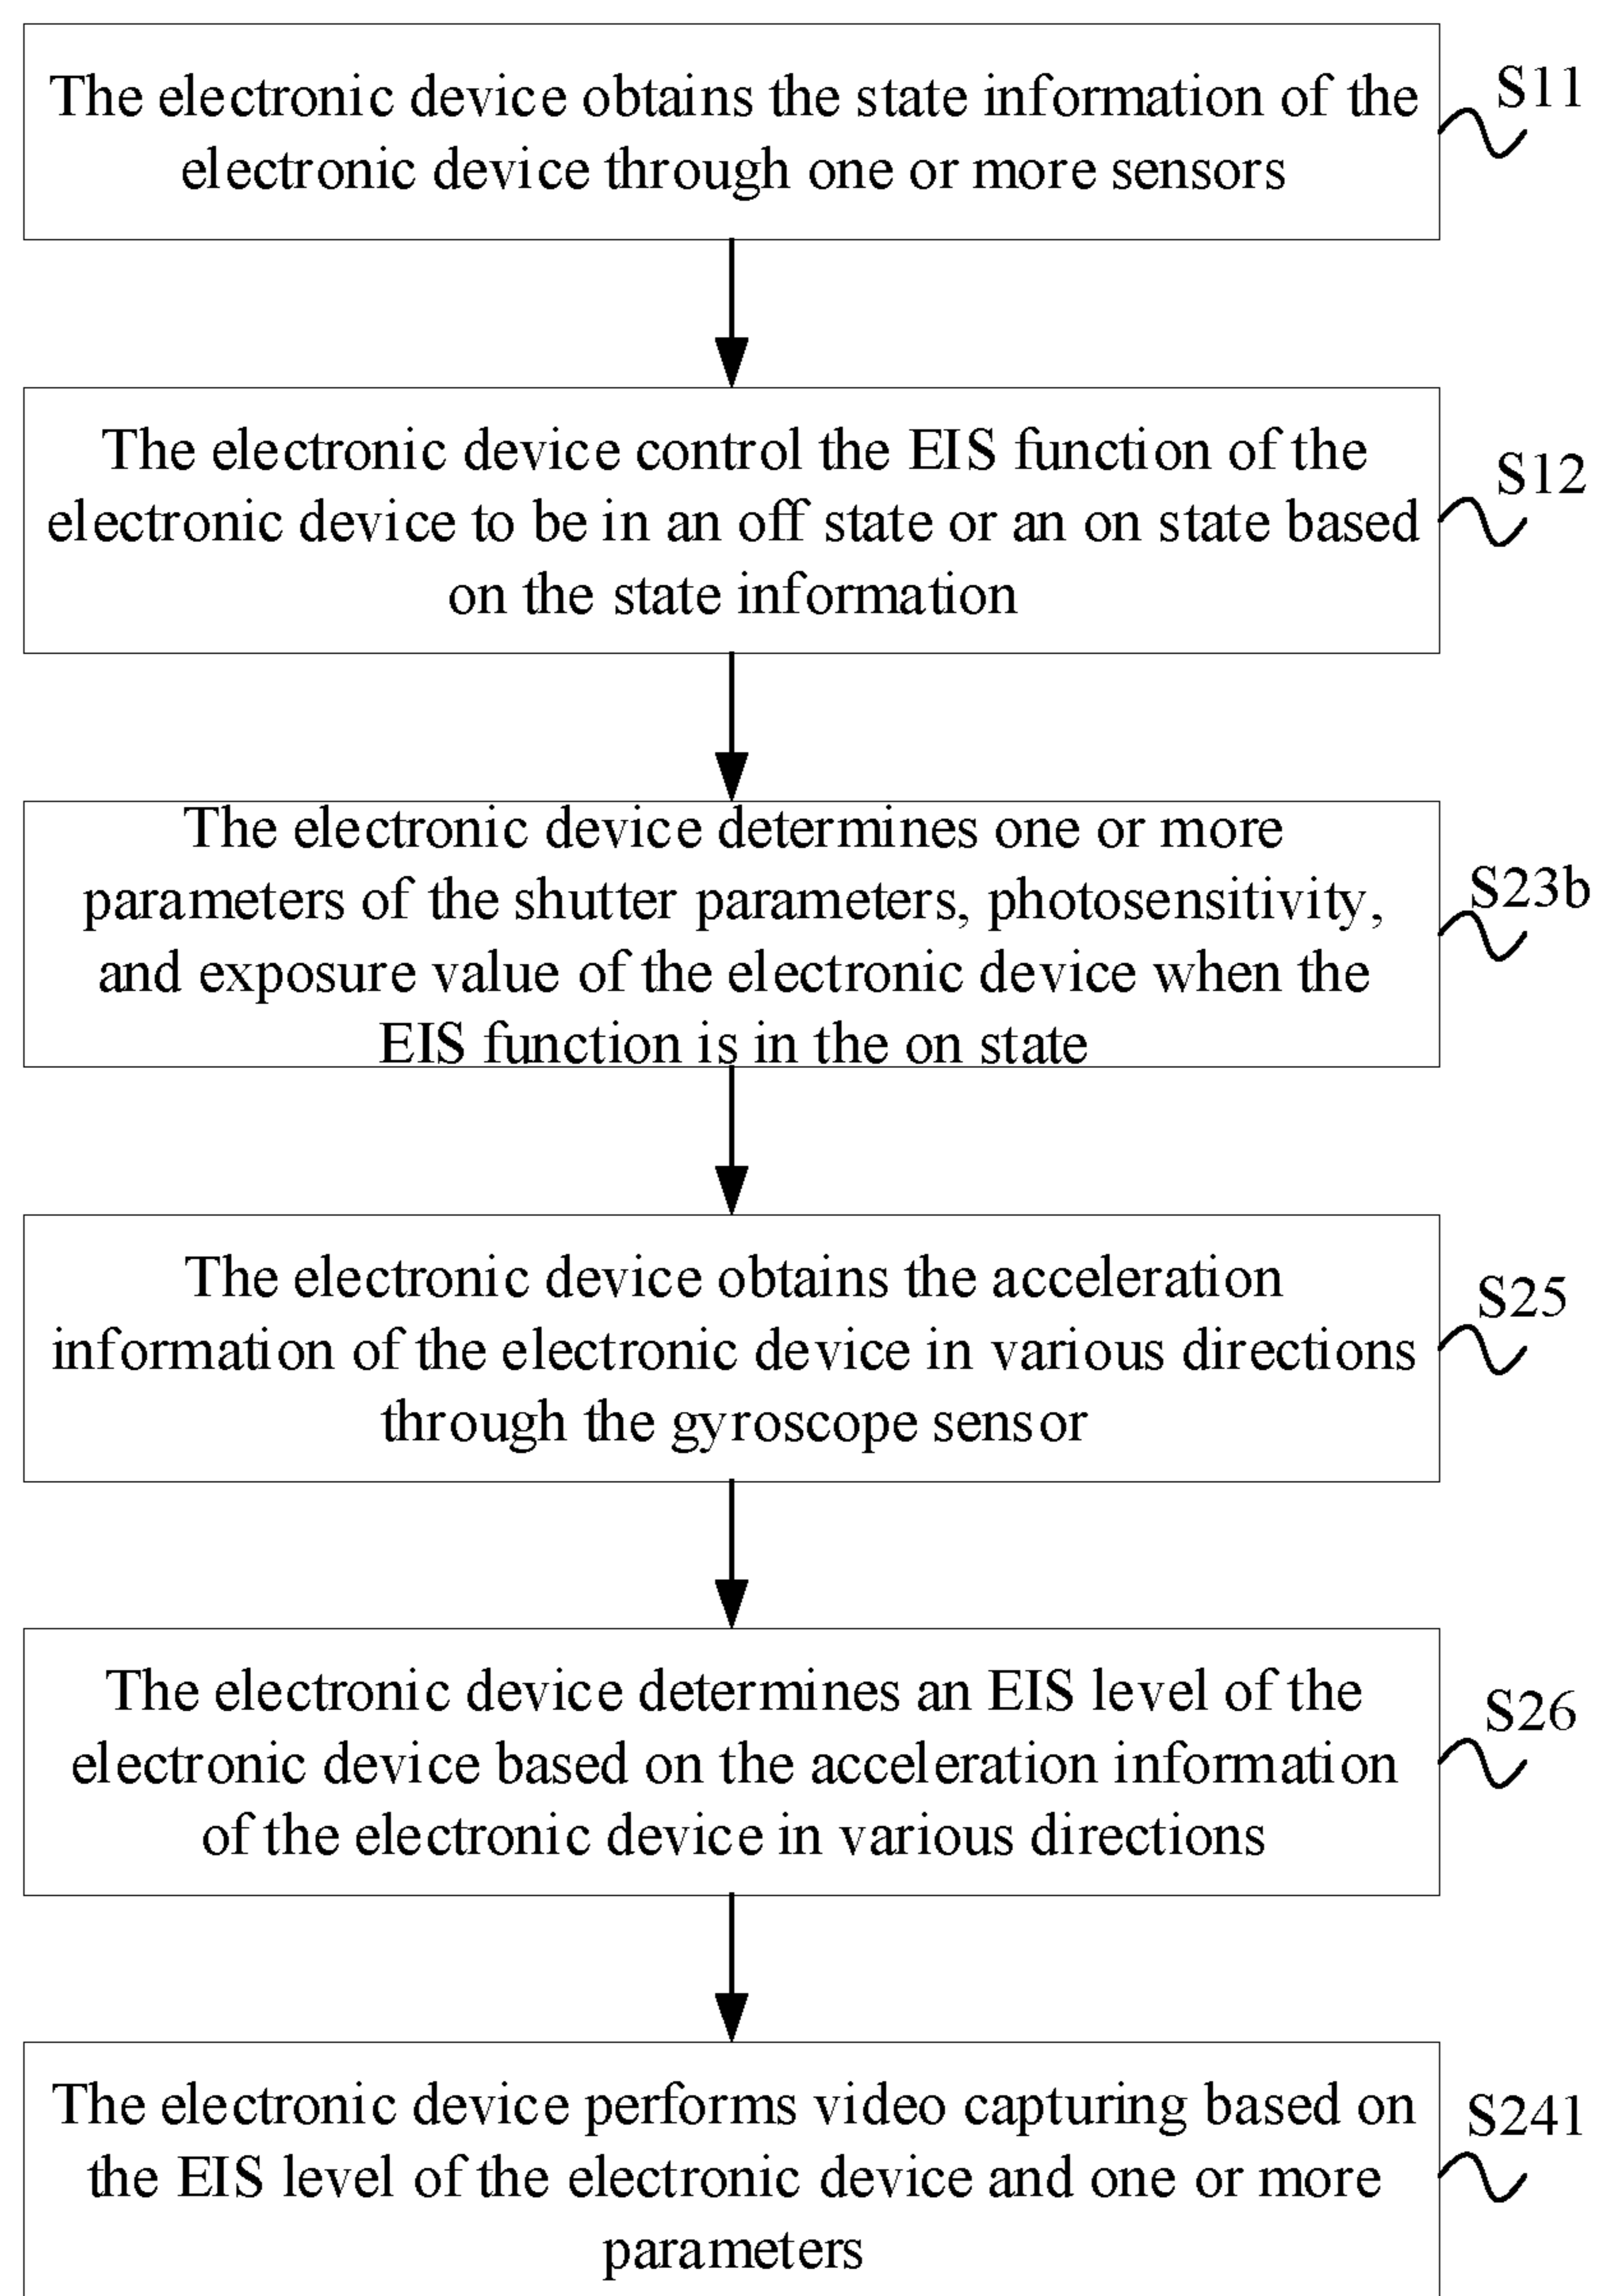 The electronic device obtains the state information of the
electronic device through one or more sensors
S11
The electronic device control the EIS function of the
electronic device to be in an off state or an on state based
on the state information
S12
The electronic device determines one or more
parameters of the shutter parameters, photosensitivity,
and exposure value of the electronic device when the
EIS function is in the on state
S23b
The electronic device obtains the acceleration
information of the electronic device in various directions
through the gyroscope sensor
S25
The electronic device determines an EIS level of the
electronic device based on the acceleration information
of the electronic device in various directions
S26
The electronic device performs video capturing based on
the EIS level of the electronic device and one or more
parameters
S241